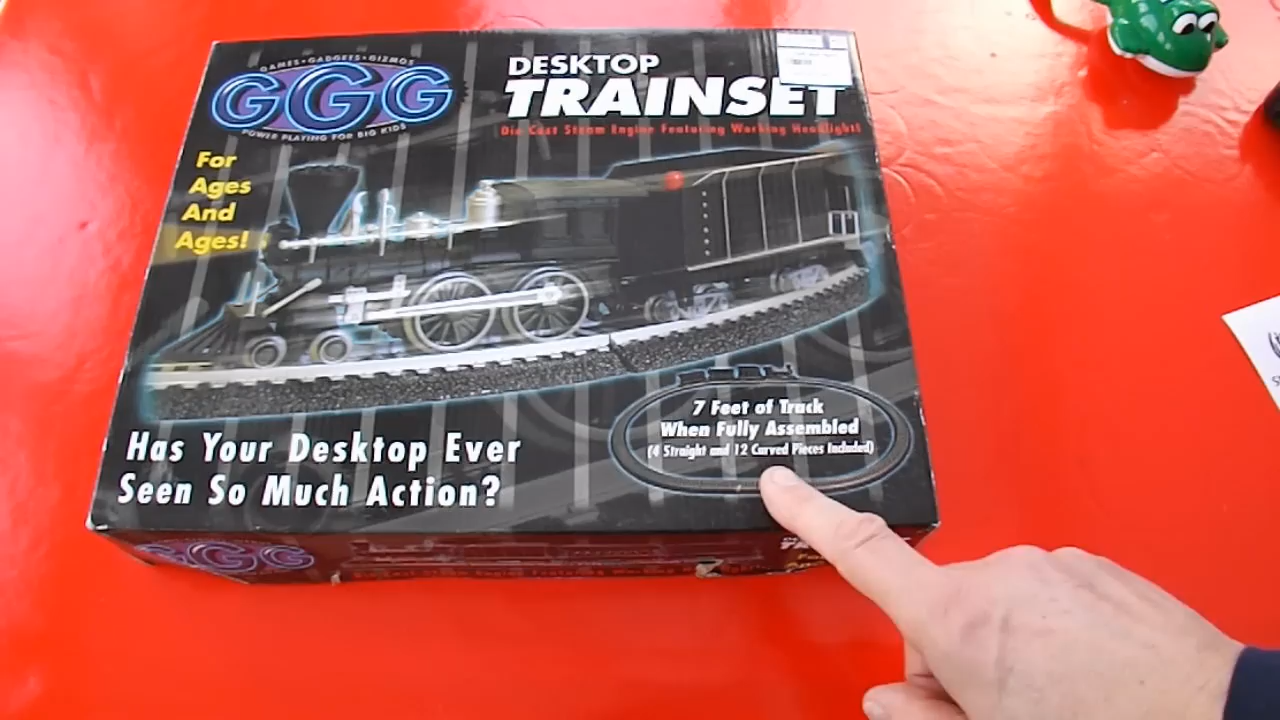 GAMES • GADGETS • GIZMOS
GGG
POWER PLAYING FOR BIG KIDS
DESKTOP
TRAINSET
Die Cast Steam Engine Featuring Working Headlight!
For
Ages
And
Ages!
7 Feet of Track
When Fully Assembled
(4 Straight and 12 Curved Pieces Included)
Has Your Desktop Ever
Seen So Much Action?
GGG